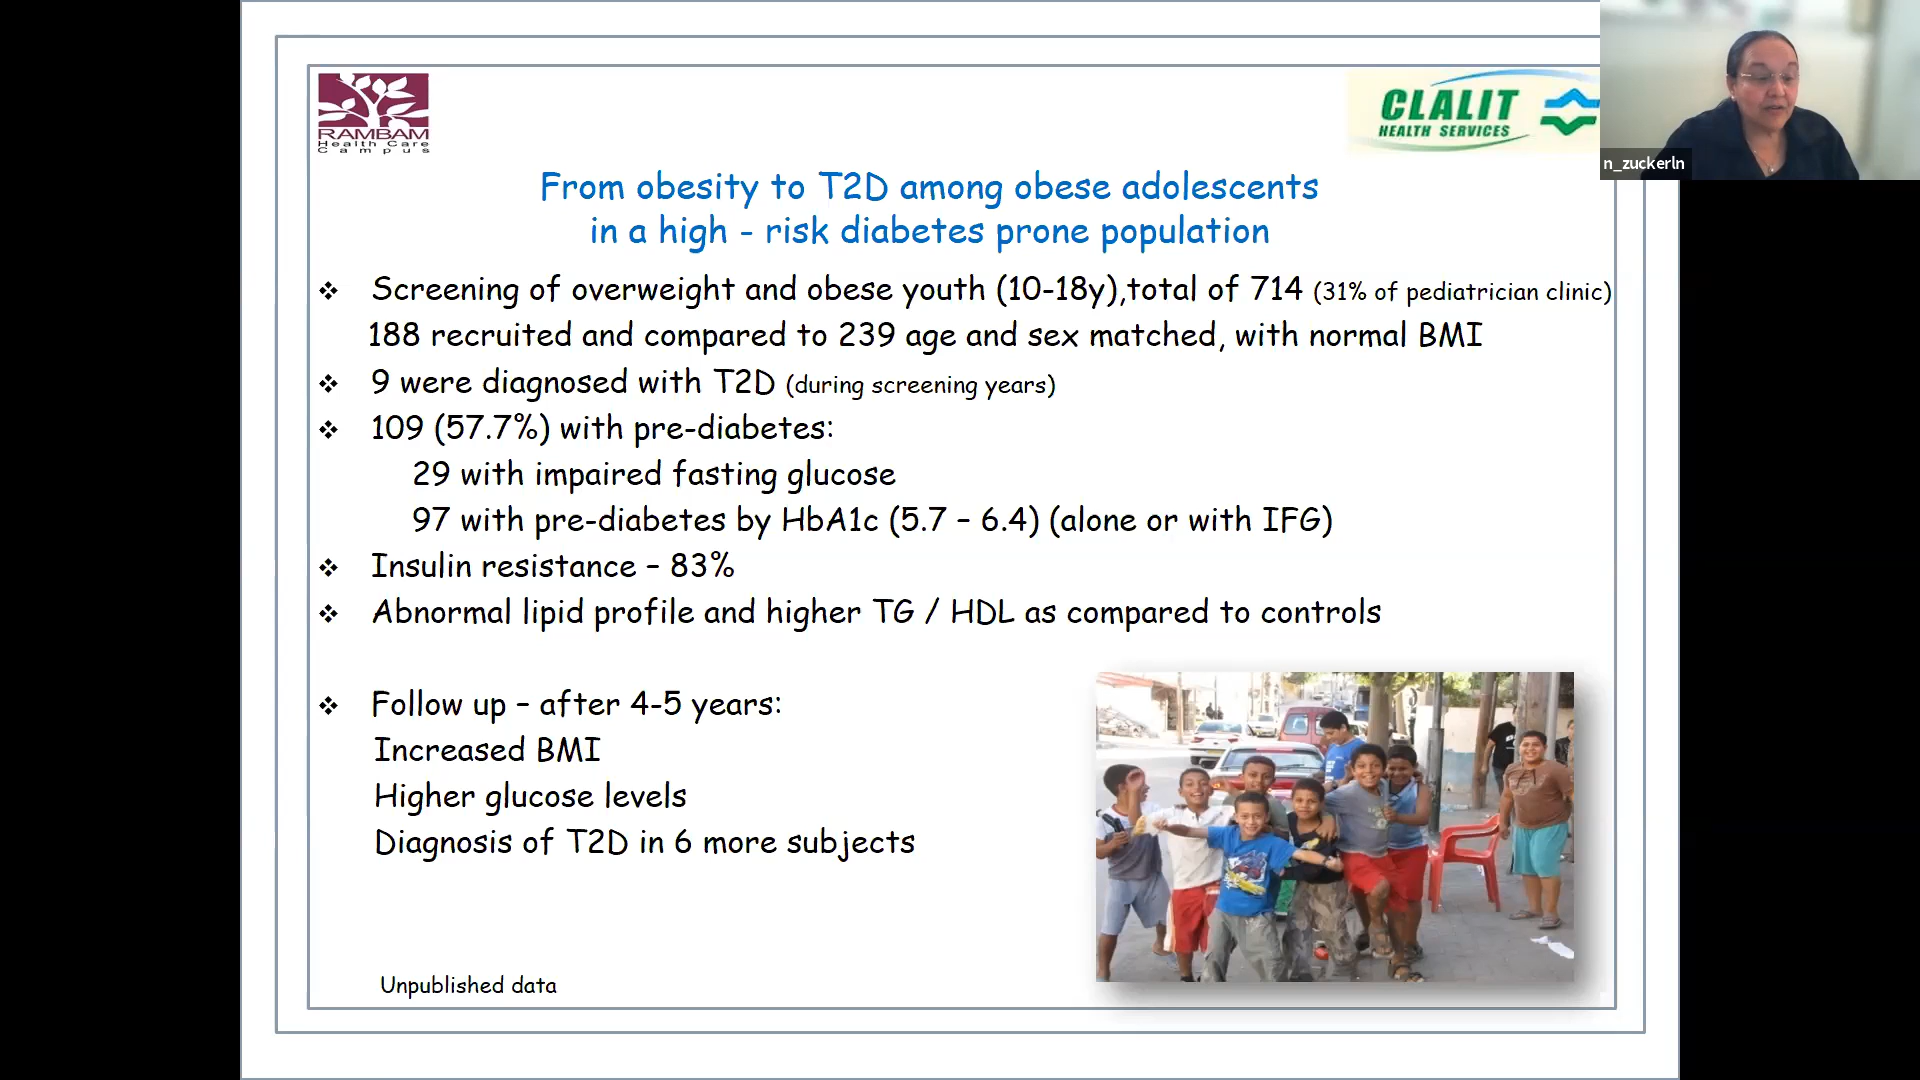 RAMBAM
Health Care
Campus
CLALIT
HEALTH SERVICES
n_zuckerln
From obesity to T2D among obese adolescents
in a high - risk diabetes prone population
❖ Screening of overweight and obese youth (10-18y),total of 714 (31% of pediatrician clinic)
188 recruited and compared to 239 age and sex matched, with normal BMI
❖ 9 were diagnosed with T2D (during screening years)
❖ 109 (57.7%) with pre-diabetes:
29 with impaired fasting glucose
97 with pre-diabetes by HbA1c (5.7 – 6.4) (alone or with IFG)
❖ Insulin resistance – 83%
❖ Abnormal lipid profile and higher TG / HDL as compared to controls
❖ Follow up – after 4-5 years:
Increased BMI
Higher glucose levels
Diagnosis of T2D in 6 more subjects
Unpublished data